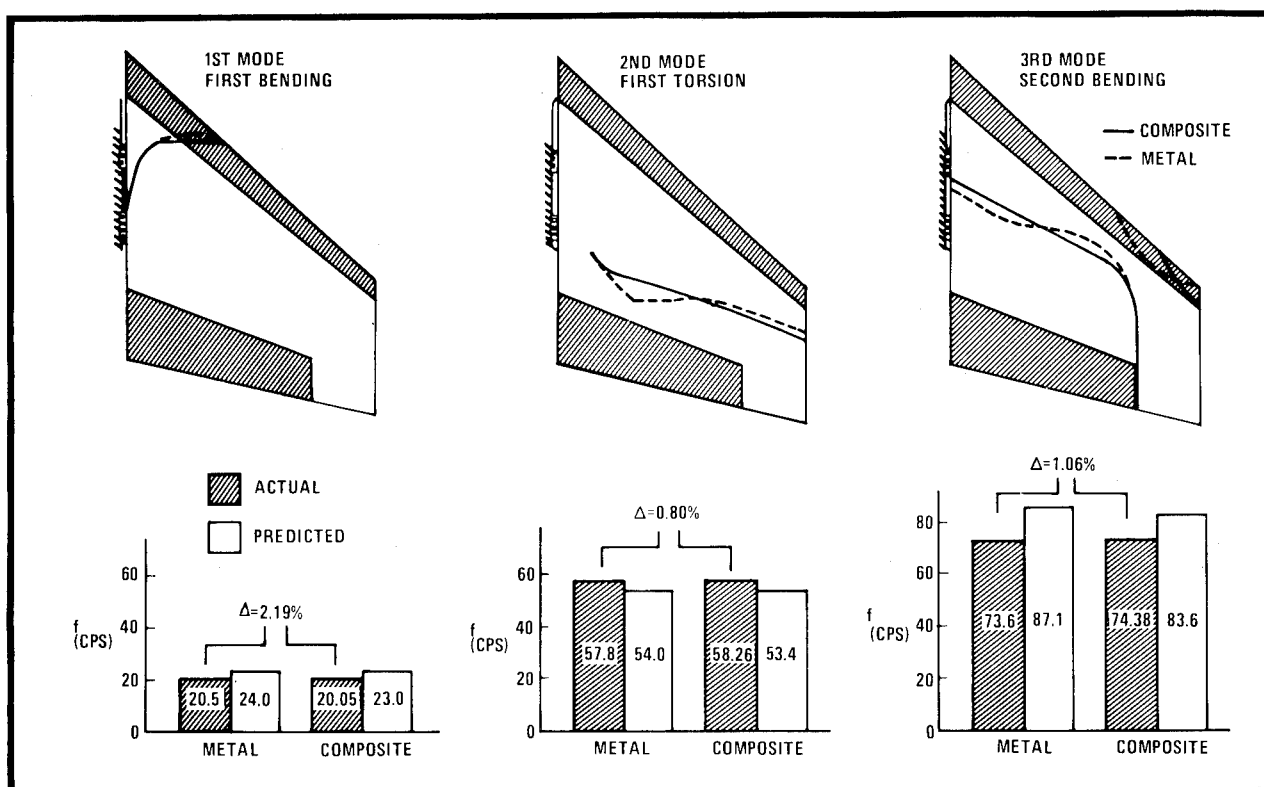 1ST MODE
FIRST BENDING
2ND MODE
FIRST TORSION
3RD MODE
SECOND BENDING
COMPOSITE
METAL
ACTUAL
PREDICTED
Δ=2.19%
60
40
20
0
f
(CPS)
20.5
24.0
20.05
23.0
METAL
COMPOSITE
Δ=0.80%
60
40
20
0
f
(CPS)
57.8
54.0
58.26
53.4
METAL
COMPOSITE
Δ=1.06%
80
60
40
20
0
f
(CPS)
73.6
87.1
74.38
83.6
METAL
COMPOSITE